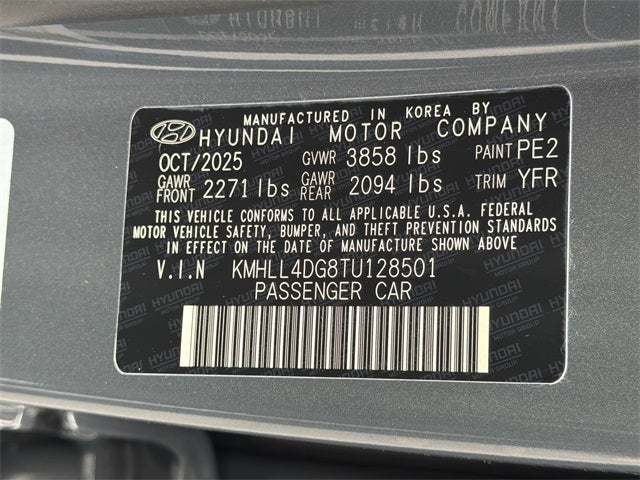 MANUFACTURED IN KOREA BY
HYUNDAI MOTOR COMPANY
OCT/2025 GVWR 3858 lbs PAINT PE2
GAWR FRONT 2271 lbs GAWR REAR 2094 lbs TRIM YFR
THIS VEHICLE CONFORMS TO ALL APPLICABLE U.S.A. FEDERAL
MOTOR VEHICLE SAFETY, BUMPER, AND THEFT PREVENTION STANDARDS
IN EFFECT ON THE DATE OF MANUFACTURE SHOWN ABOVE
V.I.N KMHLL4DG8TU128501
PASSENGER CAR